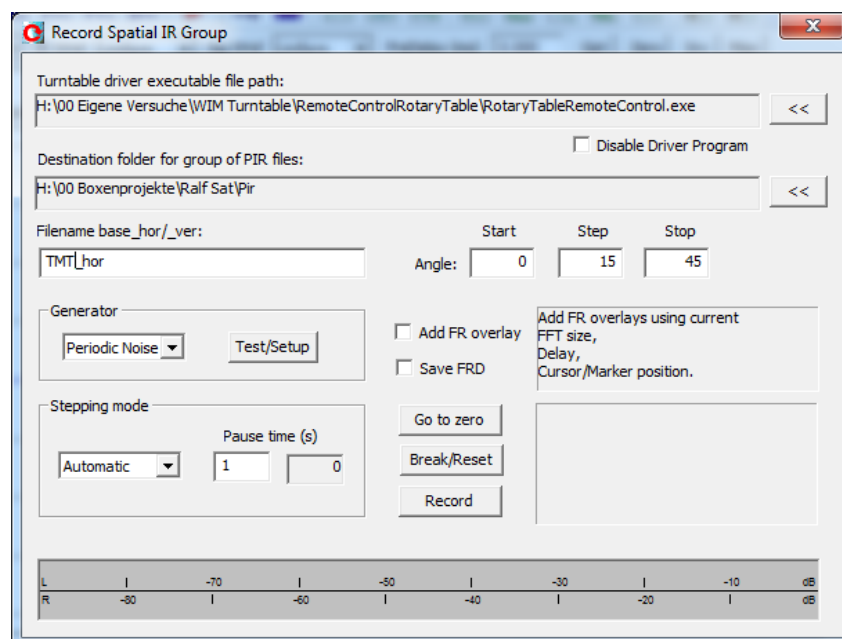 Record Spatial IR Group
X
Turntable driver executable file path:
H:\00 Eigene Versuche\WIM Turntable\RemoteControlRotaryTable\RotaryTableRemoteControl.exe
<<
Disable Driver Program
Destination folder for group of PIR files:
H:\00 Boxenprojekte\Ralf Sat\Pir
<<
Filename base_hor/_ver:
Start Step Stop
TMT_hor
Angle: 0 15 45
Generator
Periodic Noise
Test/Setup
Add FR overlay
Save FRD
Add FR overlays using current
FFT size,
Delay,
Cursor/Marker position.
Stepping mode
Pause time (s)
Automatic
1
0
Go to zero
Break/Reset
Record
L -70 -50 -30 -10 dB
R -80 -60 -40 -20 dB